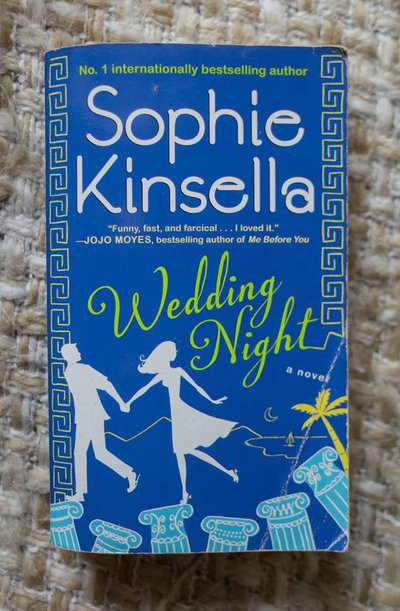 No. 1 internationally bestselling author
Sophie
Kinsella
"Funny, fast, and farcical . . . I loved it."
—JOJO MOYES, bestselling author of Me Before You
Wedding
Night
a novel